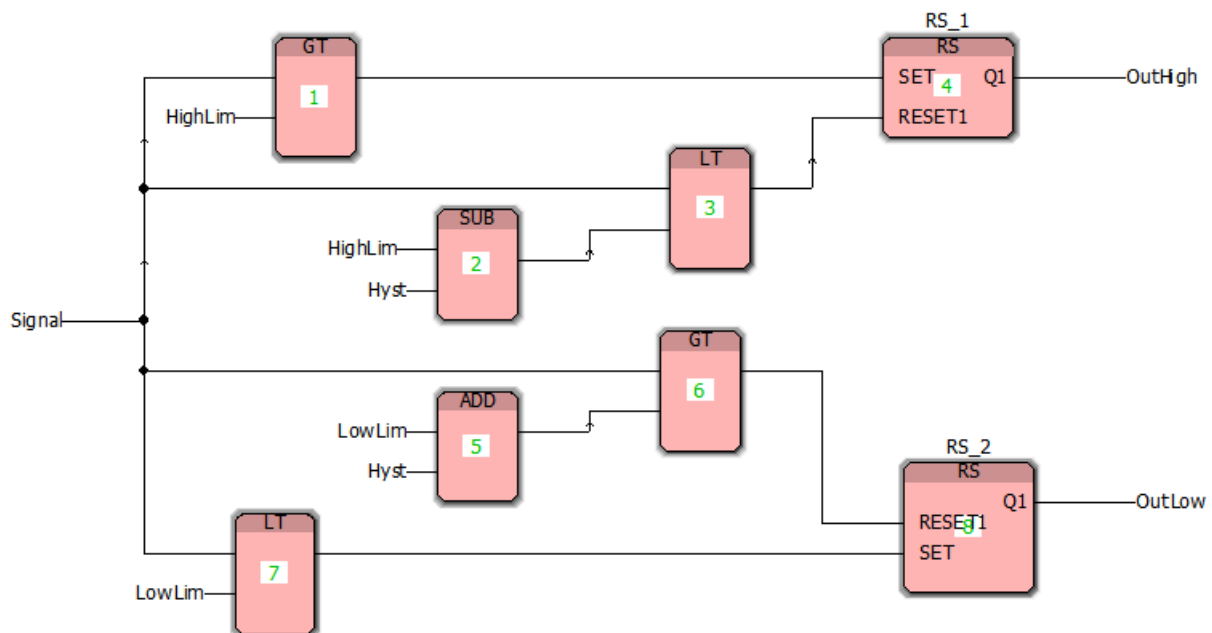 RS_1
GT
RS
1
SET
4
Q1
OutHigh
HighLim
RESET1
LT
3
SUB
HighLim
2
Hyst
Signal
GT
6
ADD
LowLim
5
Hyst
RS_2
RS
Q1
OutLow
LT
RESET1
8
SET
7
LowLim